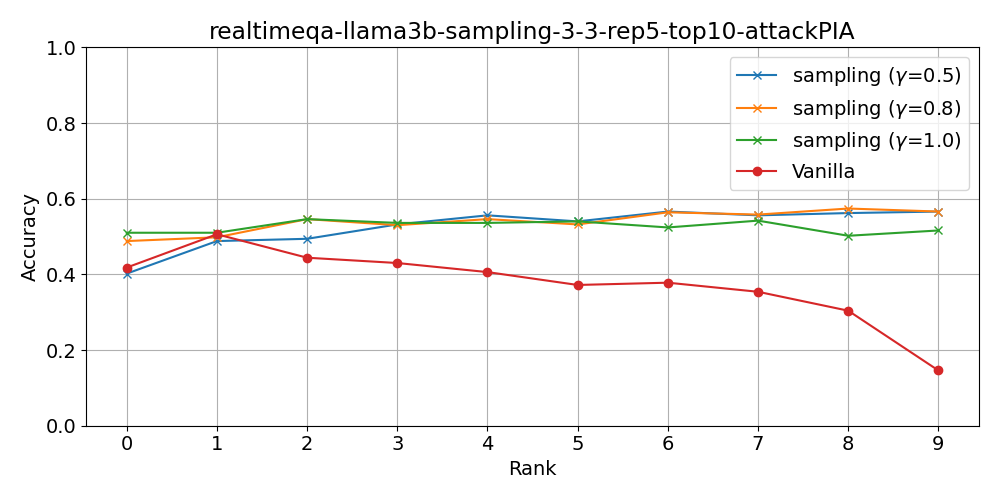 realtimeqa-llama3b-sampling-3-3-rep5-top10-attackPIA
1.0
0.8
0.6
0.4
0.2
0.0
Accuracy
sampling (γ=0.5)
sampling (γ=0.8)
sampling (γ=1.0)
Vanilla
0 1 2 3 4 5 6 7 8 9
Rank